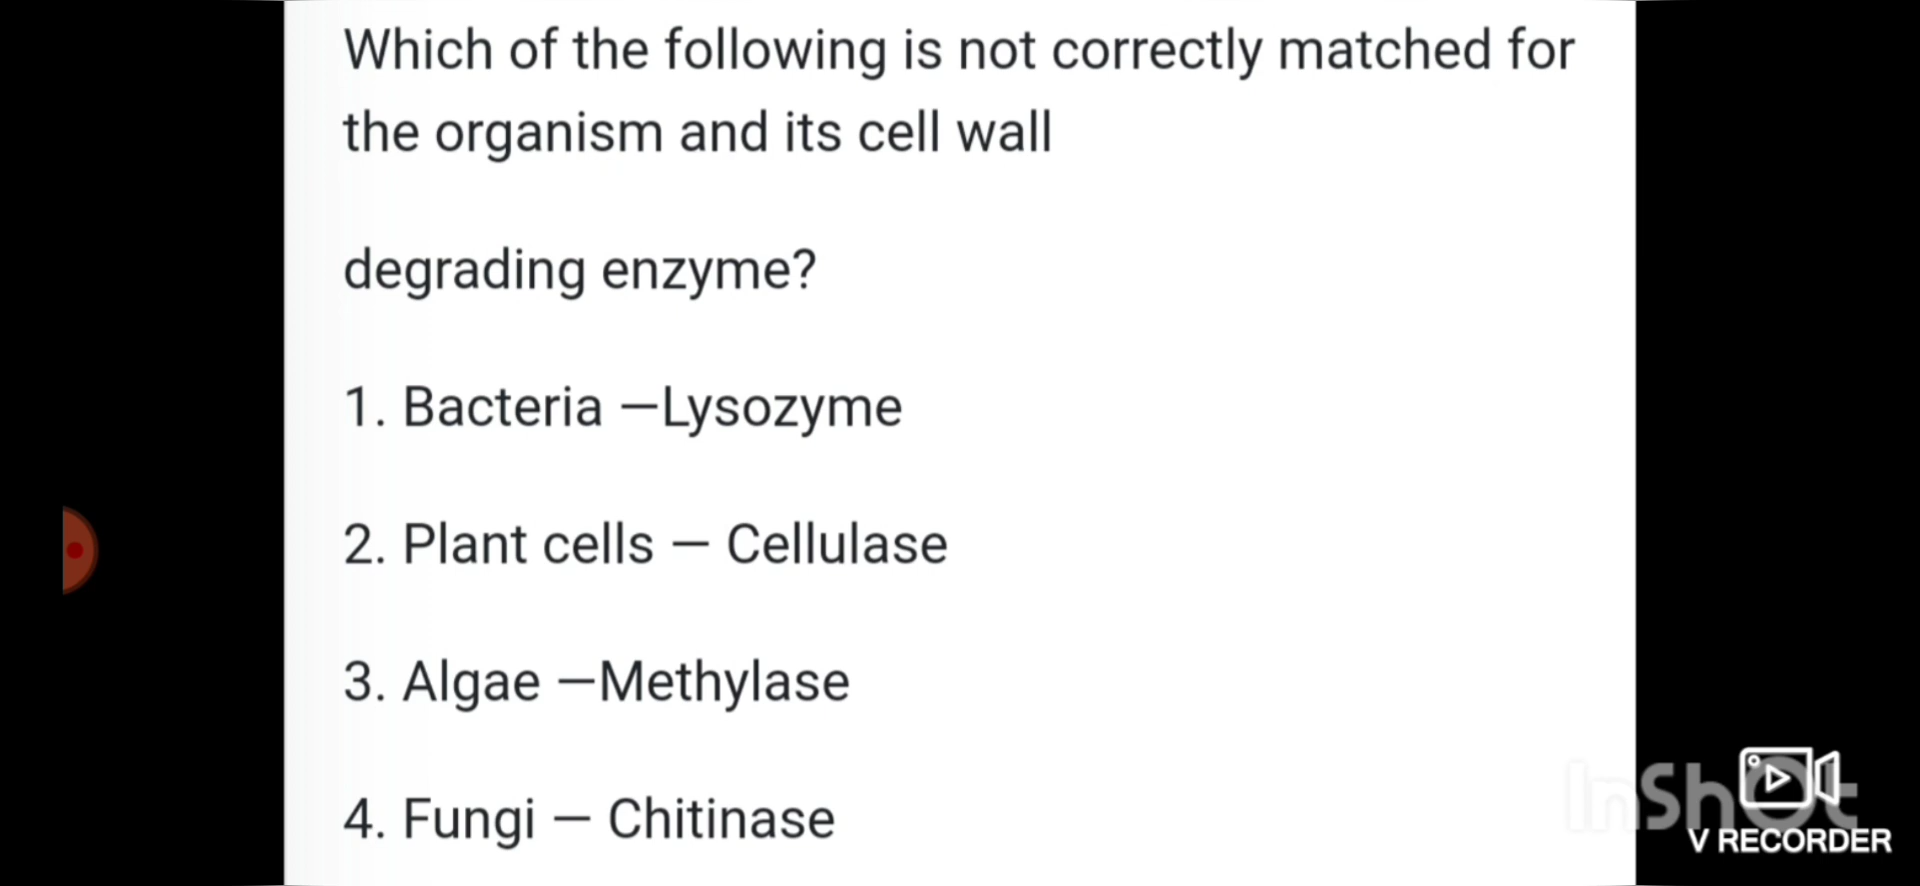 Which of the following is not correctly matched for
the organism and its cell wall
degrading enzyme?
1. Bacteria —Lysozyme
2. Plant cells — Cellulase
3. Algae —Methylase
4. Fungi — Chitinase
InShOt
V RECORDER